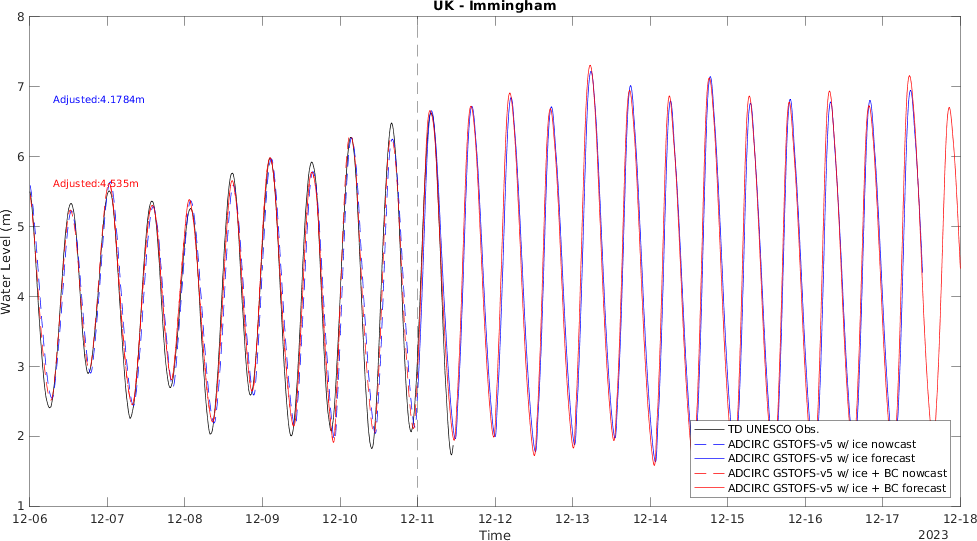 UK - Immingham
8
7
6
5
4
3
2
1
Water Level (m)
Adjusted:4.1784m
Adjusted:4.535m
TD UNESCO Obs.
ADCIRC GSTOFS-v5 w/ ice nowcast
ADCIRC GSTOFS-v5 w/ ice forecast
ADCIRC GSTOFS-v5 w/ ice + BC nowcast
ADCIRC GSTOFS-v5 w/ ice + BC forecast
12-06 12-07 12-08 12-09 12-10 12-11 12-12 12-13 12-14 12-15 12-16 12-17 12-18
Time
2023